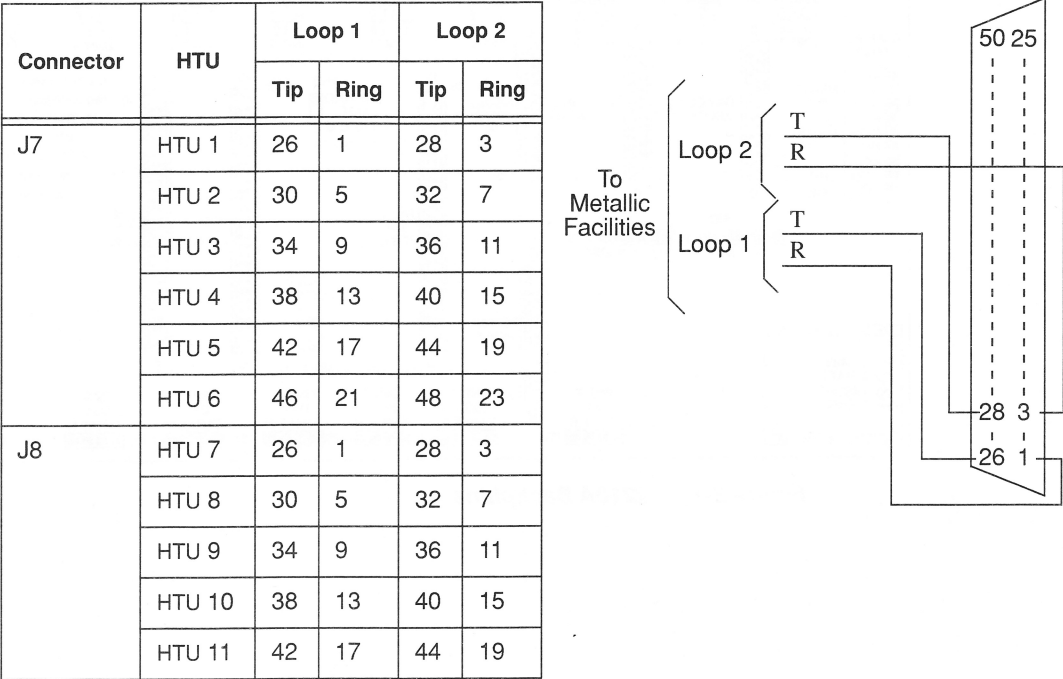 Connector HTU Loop 1 Loop 2
Tip Ring Tip Ring
J7 HTU 1 26 1 28 3
HTU 2 30 5 32 7
HTU 3 34 9 36 11
HTU 4 38 13 40 15
HTU 5 42 17 44 19
HTU 6 46 21 48 23
J8 HTU 7 26 1 28 3
HTU 8 30 5 32 7
HTU 9 34 9 36 11
HTU 10 38 13 40 15
HTU 11 42 17 44 19
To
Metallic
Facilities
Loop 2
T
R
Loop 1
T
R
50 25
28 3
26 1